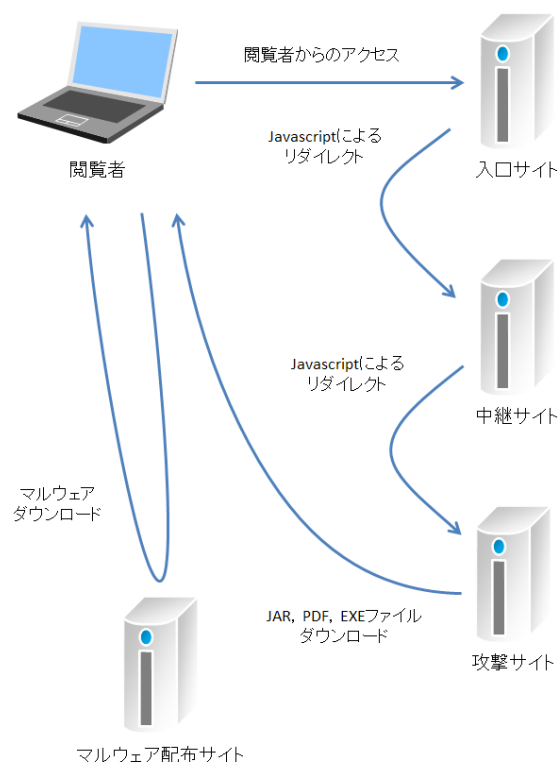 閲覧者からのアクセス
閲覧者
入口サイト
Javascriptによる
リダイレクト
中継サイト
Javascriptによる
リダイレクト
マルウェア
ダウンロード
JAR, PDF, EXEファイル
ダウンロード
攻撃サイト
マルウェア配布サイト